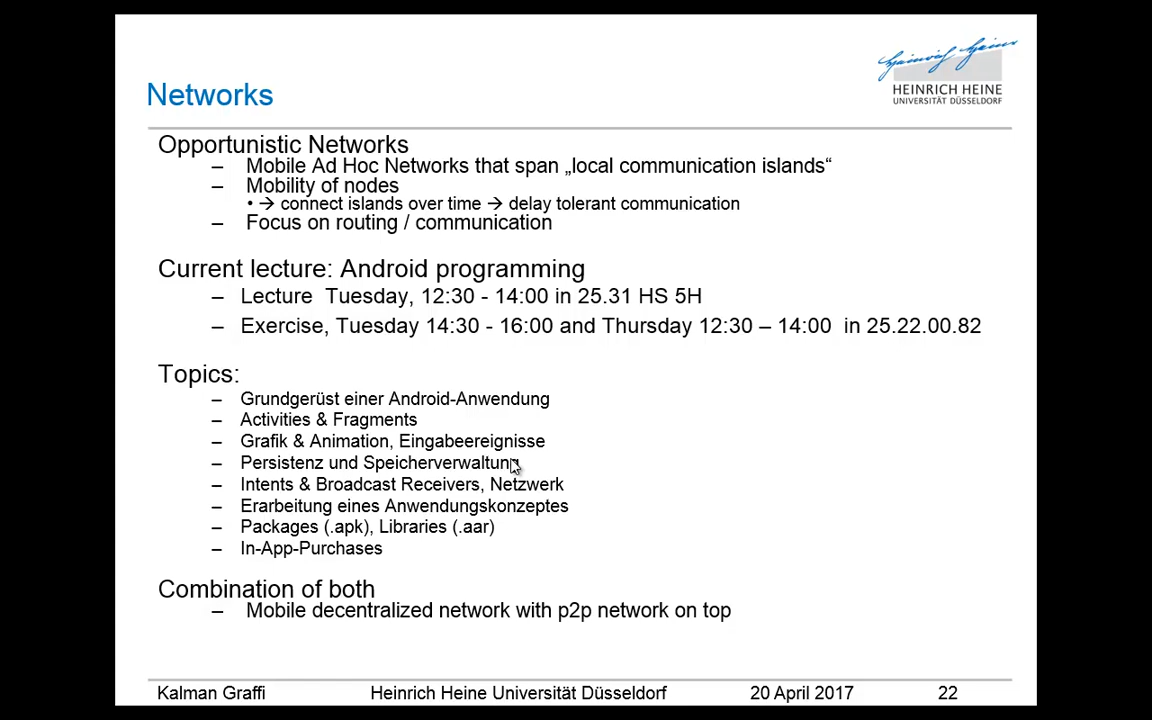 Heinrich Heine
HEINRICH HEINE
UNIVERSITÄT DÜSSELDORF
Networks
Opportunistic Networks
– Mobile Ad Hoc Networks that span „local communication islands“
– Mobility of nodes
• → connect islands over time → delay tolerant communication
– Focus on routing / communication
Current lecture: Android programming
– Lecture Tuesday, 12:30 - 14:00 in 25.31 HS 5H
– Exercise, Tuesday 14:30 - 16:00 and Thursday 12:30 – 14:00 in 25.22.00.82
Topics:
– Grundgerüst einer Android-Anwendung
– Activities & Fragments
– Grafik & Animation, Eingabeereignisse
– Persistenz und Speicherverwaltung
– Intents & Broadcast Receivers, Netzwerk
– Erarbeitung eines Anwendungskonzeptes
– Packages (.apk), Libraries (.aar)
– In-App-Purchases
Combination of both
– Mobile decentralized network with p2p network on top
Kalman Graffi Heinrich Heine Universität Düsseldorf 20 April 2017 22